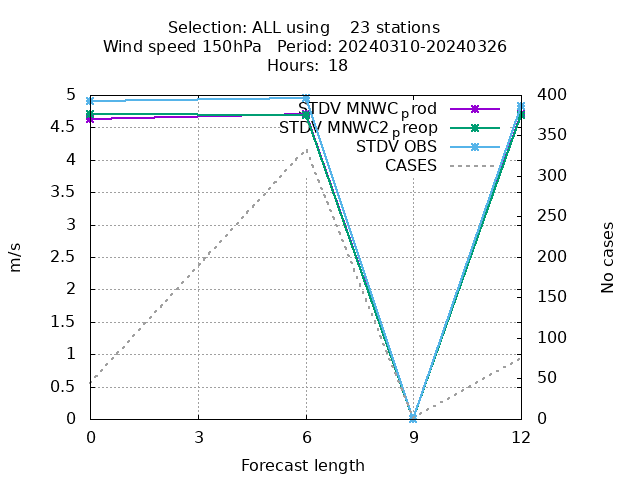 Selection: ALL using 23 stations
Wind speed 150hPa Period: 20240310-20240326
Hours: 18
5 400
STDV MNWC_prod
4.5 350
STDV MNWC2_preop
4 STDV OBS
CASES
3.5 300
3 250
2.5 200
2 150
1.5 100
1 50
0.5
0 0
m/s
No cases
0 3 6 9 12
Forecast length